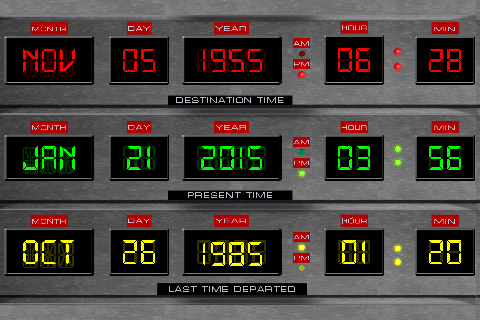 MONTH DAY YEAR HOUR MIN
AM
NOV 05 1955 06 28
PM
DESTINATION TIME
MONTH DAY YEAR HOUR MIN
AM
JAN 21 2015 03 56
PM
PRESENT TIME
MONTH DAY YEAR HOUR MIN
AM
OCT 26 1985 01 20
PM
LAST TIME DEPARTED